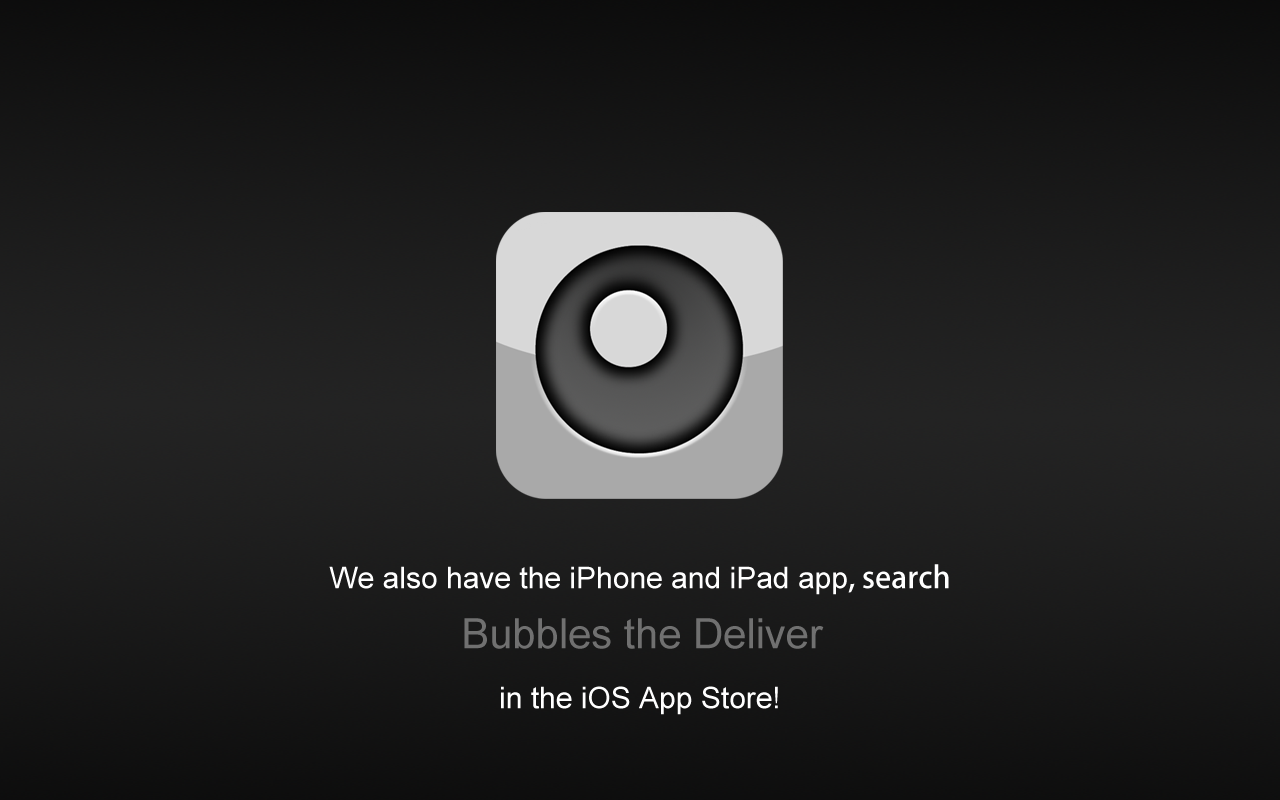 We also have the iPhone and iPad app, search
Bubbles the Deliver
in the iOS App Store!